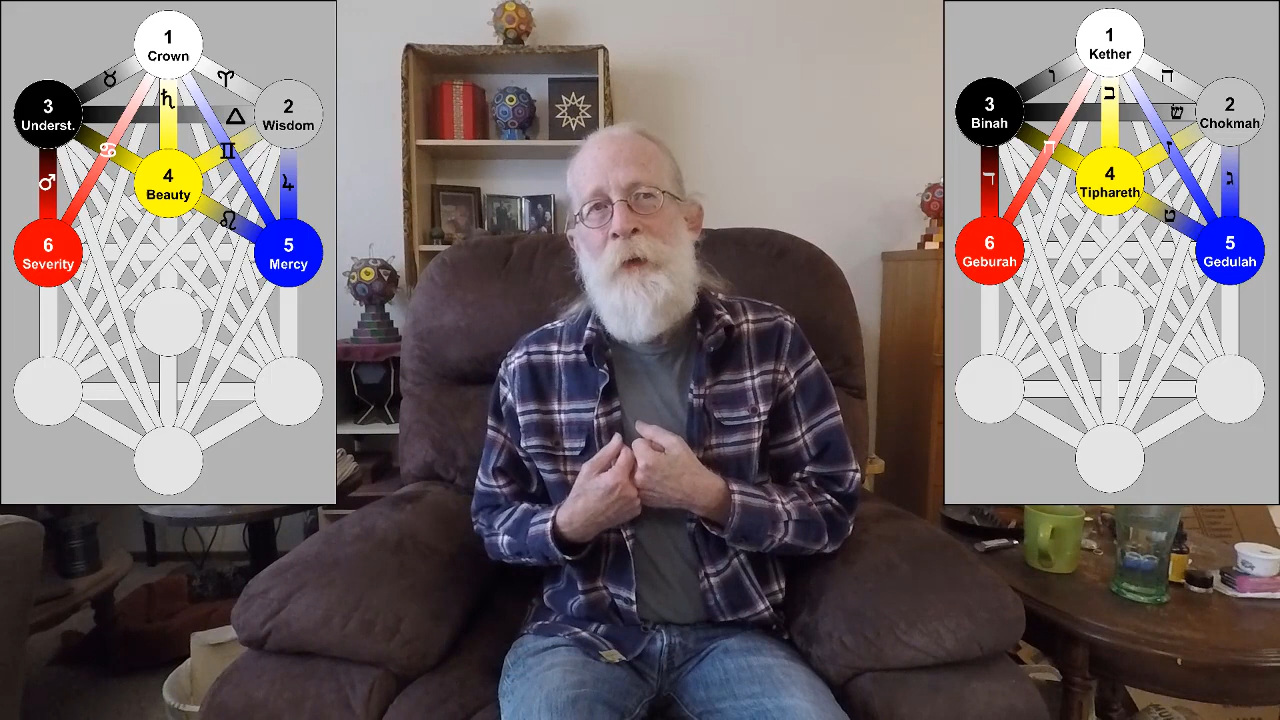 1
Crown
♉
♈
♄
3
Underst.
△
2
Wisdom
♋
♊
4
Beauty
♂
♃
♌
6
Severity
5
Mercy
1
Kether
ו
ה
ב
3
Binah
ש
2
Chokmah
ח
ז
4
Tiphareth
ד
ג
ט
6
Geburah
5
Gedulah